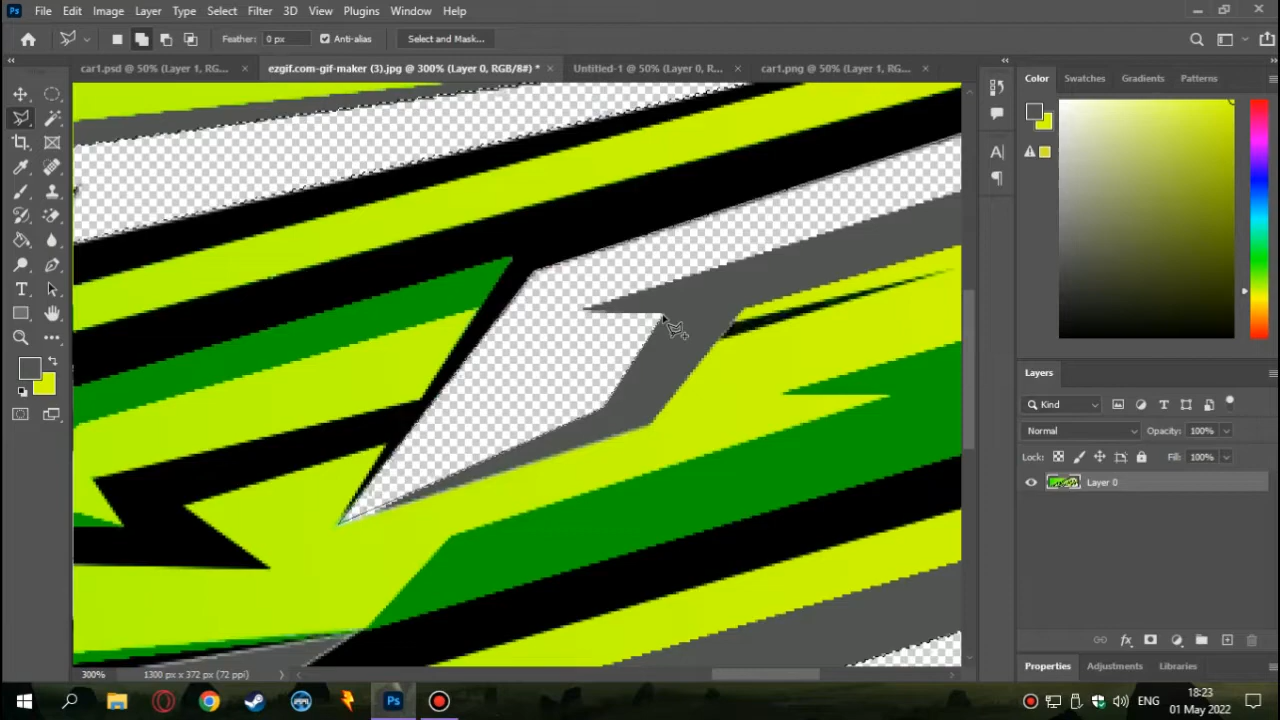 Ps File Edit Image Layer Type Select Filter 3D View Plugins Window Help
Feather: 0 px Anti-alias Select and Mask...
car1.psd @ 50% (Layer 1, RG... × ezgif.com-gif-maker (3).jpg @ 300% (Layer 0, RGB/8#) * × Untitled-1 @ 50% (Layer 0, R... × car1.png @ 50% (Layer 1, RG... ×
Color Swatches Gradients Patterns
Layers
Kind
Normal Opacity: 100%
Lock: Fill: 100%
Layer 0
300% 1300 px x 372 px (72 ppi)
Properties Adjustments Libraries
Ps ENG 18:23
01 May 2022